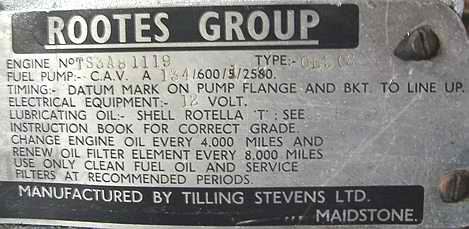 ROOTES GROUP
ENGINE Nº TS3AB1119 TYPE:-
FUEL PUMP:- C.A.V. A 134/600/5/2580.
TIMING:- DATUM MARK ON PUMP FLANGE AND BKT. TO LINE UP.
ELECTRICAL EQUIPMENT:- 12 VOLT.
LUBRICATING OIL:- SHELL ROTELLA 'T'; SEE
INSTRUCTION BOOK FOR CORRECT GRADE.
CHANGE ENGINE OIL EVERY 4,000 MILES AND
RENEW OIL FILTER ELEMENT EVERY 8,000 MILES
USE ONLY CLEAN FUEL OIL AND SERVICE
FILTERS AT RECOMMENDED PERIODS.
MANUFACTURED BY TILLING STEVENS LTD.
... MAIDSTONE.